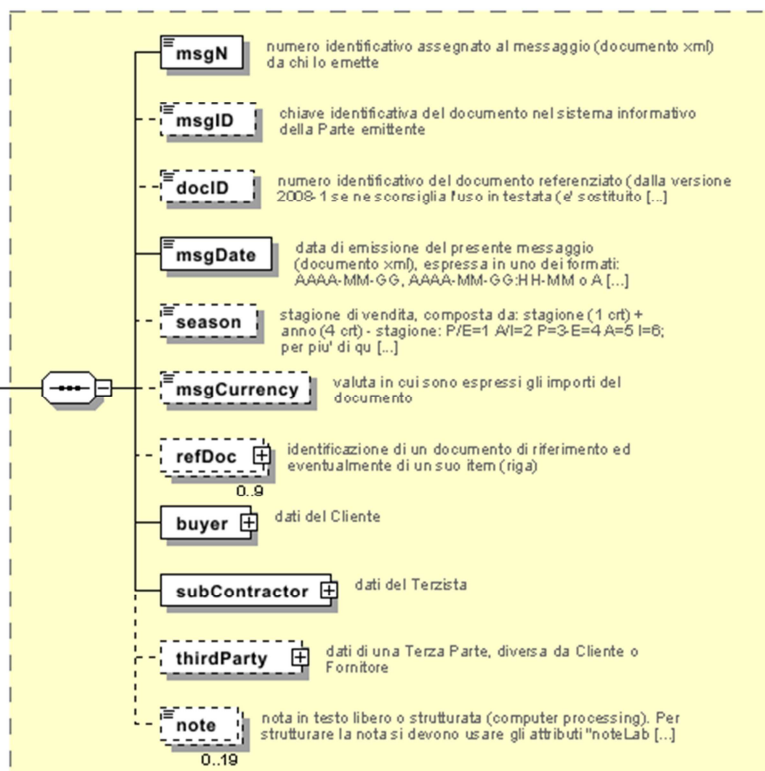 msgN
numero identificativo assegnato al messaggio (documento xml)
da chi lo emette
msgID
chiave identificativa del documento nel sistema informativo
della Parte emittente
docID
numero identificativo del documento referenziato (dalla versione
2008-1 se ne sconsiglia l'uso in testata (e' sostituito [...]
msgDate
data di emissione del presente messaggio
(documento xml), espressa in uno dei formati:
AAAA-MM-GG, AAAA-MM-GG:HH-MM o A [...]
season
stagione di vendita, composta da: stagione (1 crt) +
anno (4 crt) - stagione: P/E=1 A/I=2 P=3-E=4 A=5 I=6;
per piu' di qu [...]
msgCurrency
valuta in cui sono espressi gli importi del
documento
refDoc
identificazione di un documento di riferimento ed
eventualmente di un suo item (riga)
0..9
buyer
dati del Cliente
subContractor
dati del Terzista
thirdParty
dati di una Terza Parte, diversa da Cliente o
Fornitore
note
nota in testo libero o strutturata (computer processing). Per
strutturare la nota si devono usare gli attributi "noteLab [...]
0..19